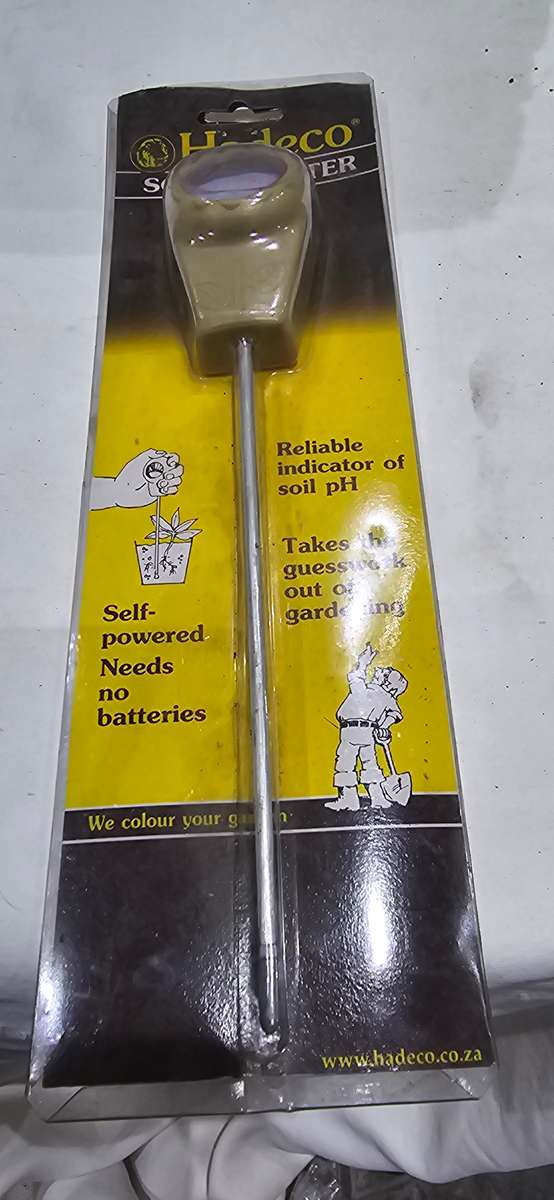 Hadeco®
Reliable
indicator of
soil pH
Takes the
guesswork
out of
gardening
Self-
powered
Needs
no
batteries
We colour your garden
www.hadeco.co.za